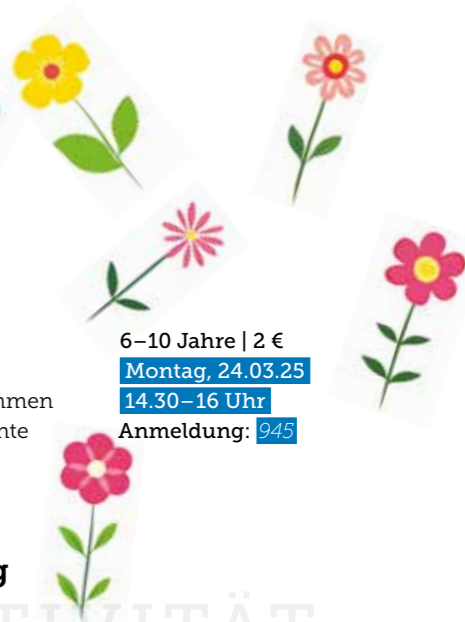 6–10 Jahre | 2 €
Montag, 24.03.25
14.30–16 Uhr
Anmeldung: 945